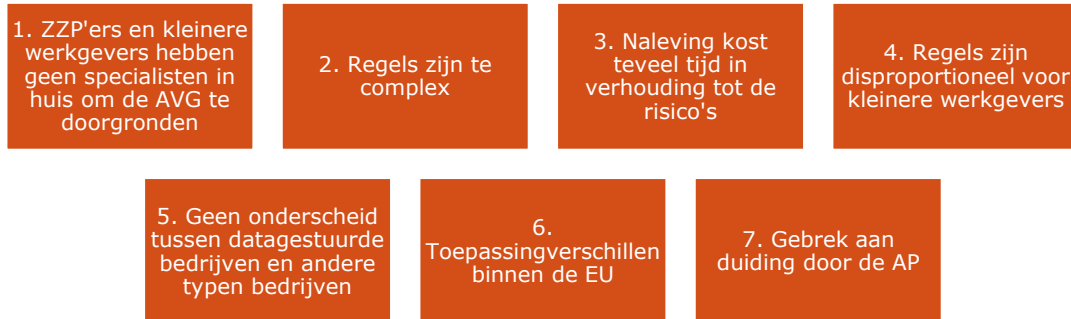 1. ZZP'ers en kleinere
werkgevers hebben
geen specialisten in
huis om de AVG te
doorgronden
2. Regels zijn te
complex
3. Naleving kost
teveel tijd in
verhouding tot de
risico's
4. Regels zijn
disproportioneel voor
kleinere werkgevers
5. Geen onderscheid
tussen datagestuurde
bedrijven en andere
typen bedrijven
6.
Toepassingverschillen
binnen de EU
7. Gebrek aan
duiding door de AP